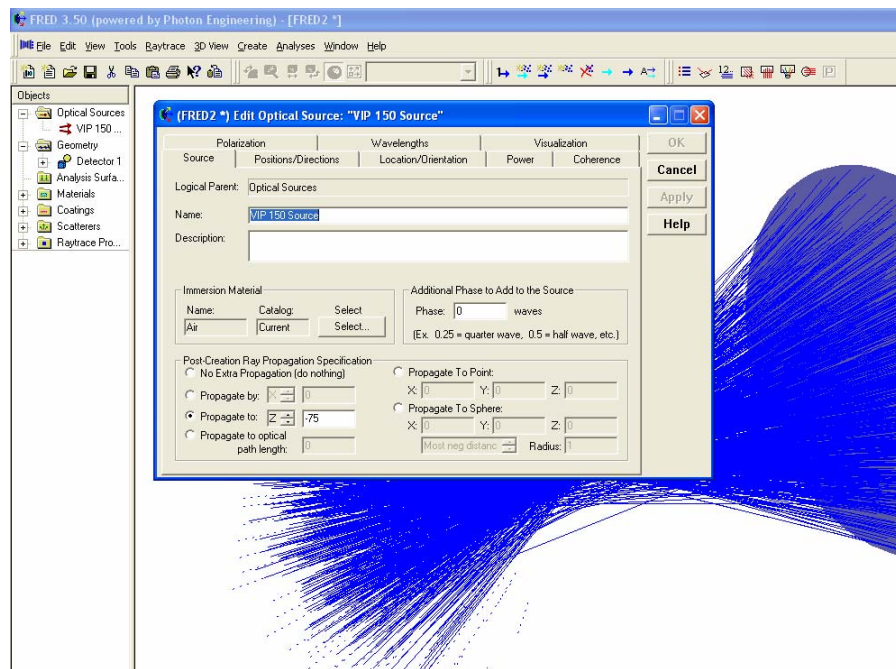 FRED 3.50 (powered by Photon Engineering) - [FRED2 *]
File Edit View Tools Raytrace 3D View Create Analyses Window Help
Objects
Optical Sources
VIP 150 ...
Geometry
Detector 1
Analysis Surfa...
Materials
Coatings
Scatterers
Raytrace Pro...
(FRED2 *) Edit Optical Source: "VIP 150 Source"
Polarization Wavelengths Visualization
Source Positions/Directions Location/Orientation Power Coherence
OK
Cancel
Apply
Help
Logical Parent: Optical Sources
Name: VIP 150 Source
Description:
Immersion Material
Name: Catalog: Select
Air Current Select...
Additional Phase to Add to the Source
Phase: 0 waves
(Ex. 0.25 = quarter wave, 0.5 = half wave, etc.)
Post-Creation Ray Propagation Specification
No Extra Propagation (do nothing)
Propagate by: X 0
Propagate to: Z -75
Propagate to optical
path length: 0
Propagate To Point:
X: 0 Y: 0 Z: 0
Propagate To Sphere:
X: 0 Y: 0 Z: 0
Most neg distanc Radius: 1